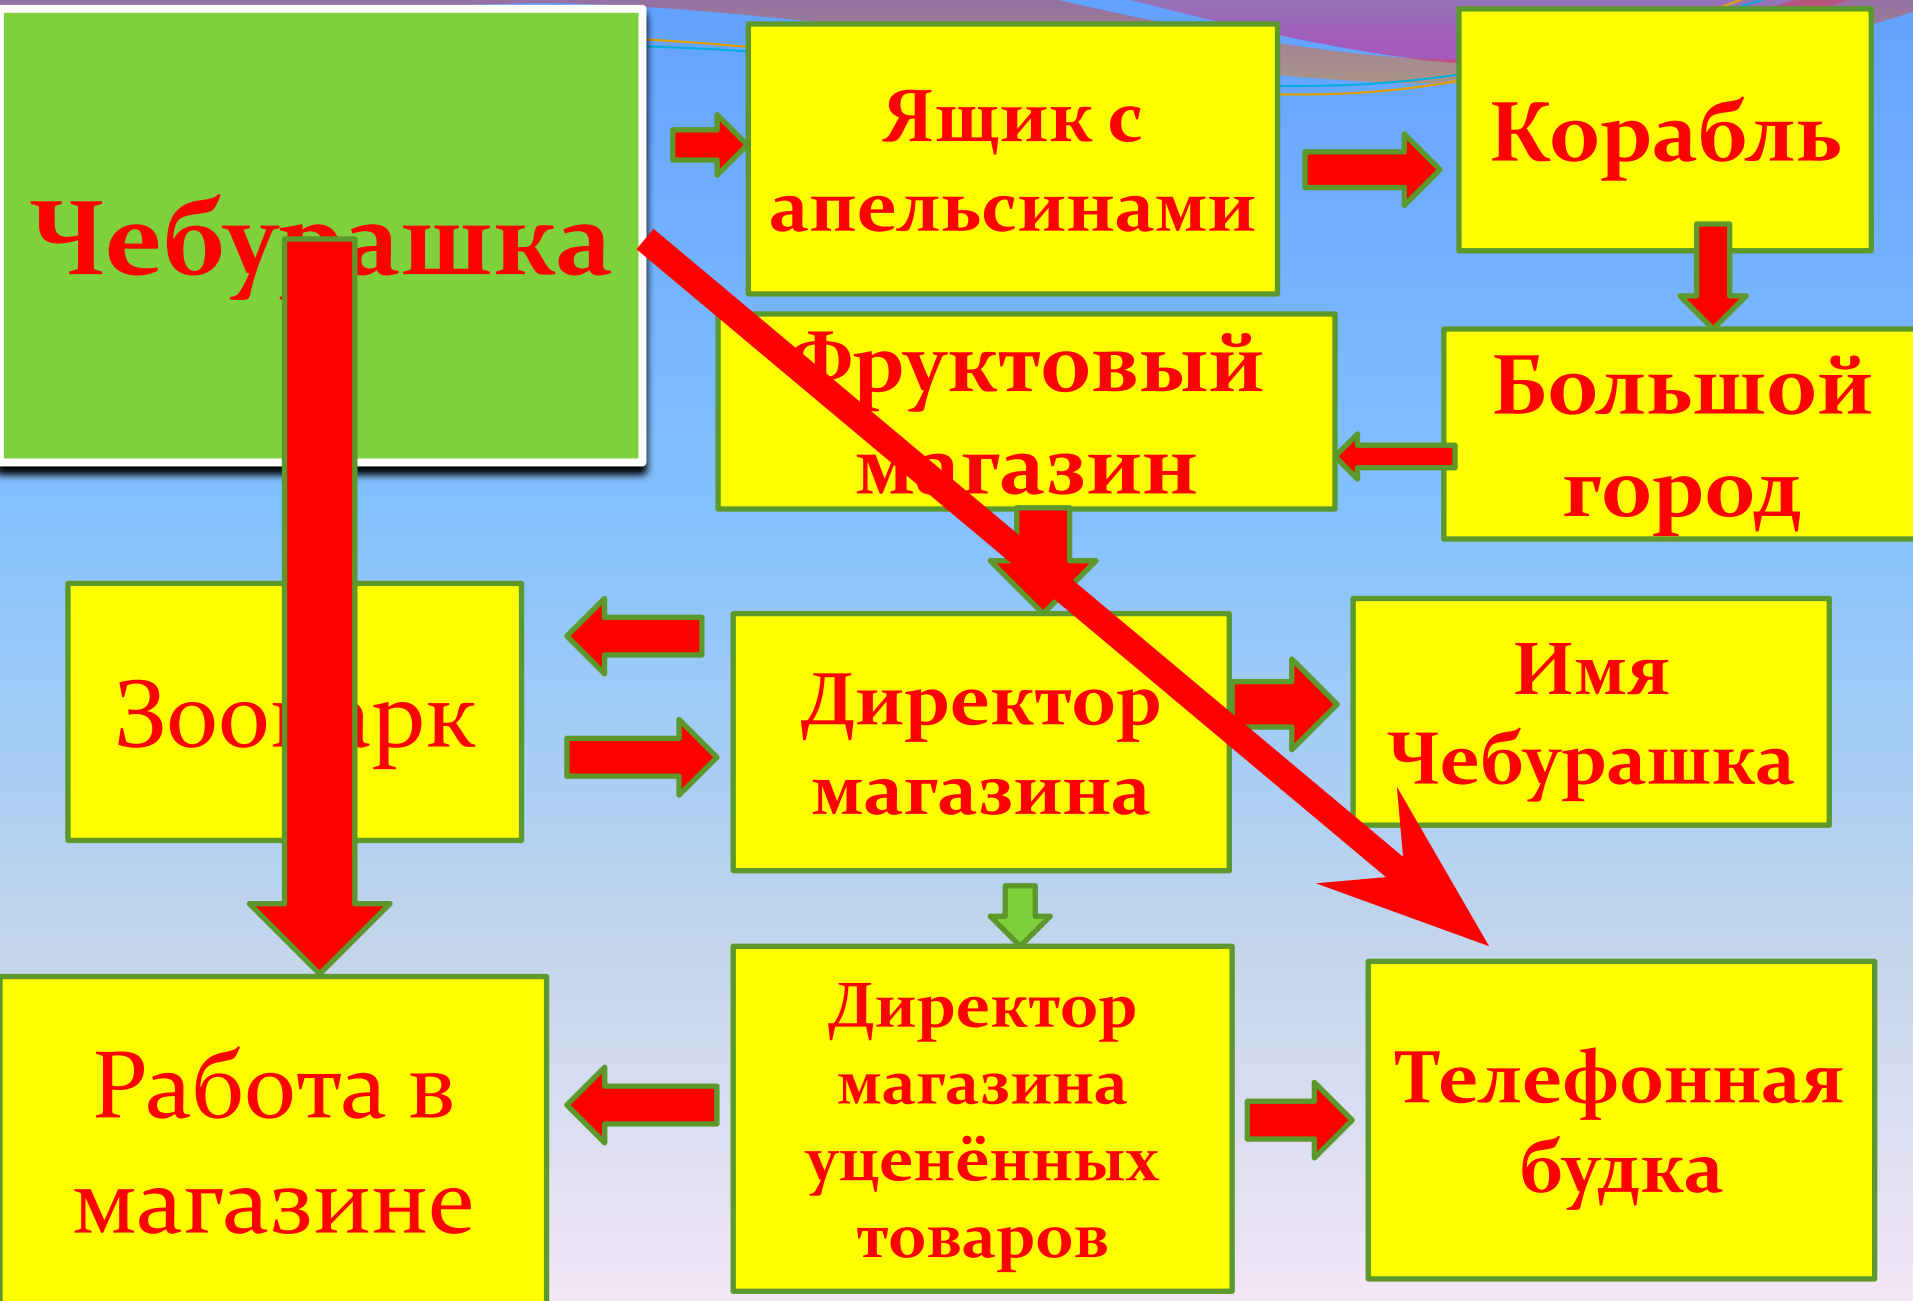 Чебурашка
Ящик с
апельсинами
Корабль
Фруктовый
магазин
Большой
город
Зоопарк
Директор
магазина
Имя
Чебурашка
Работа в
магазине
Директор
магазина
уценённых
товаров
Телефонная
будка